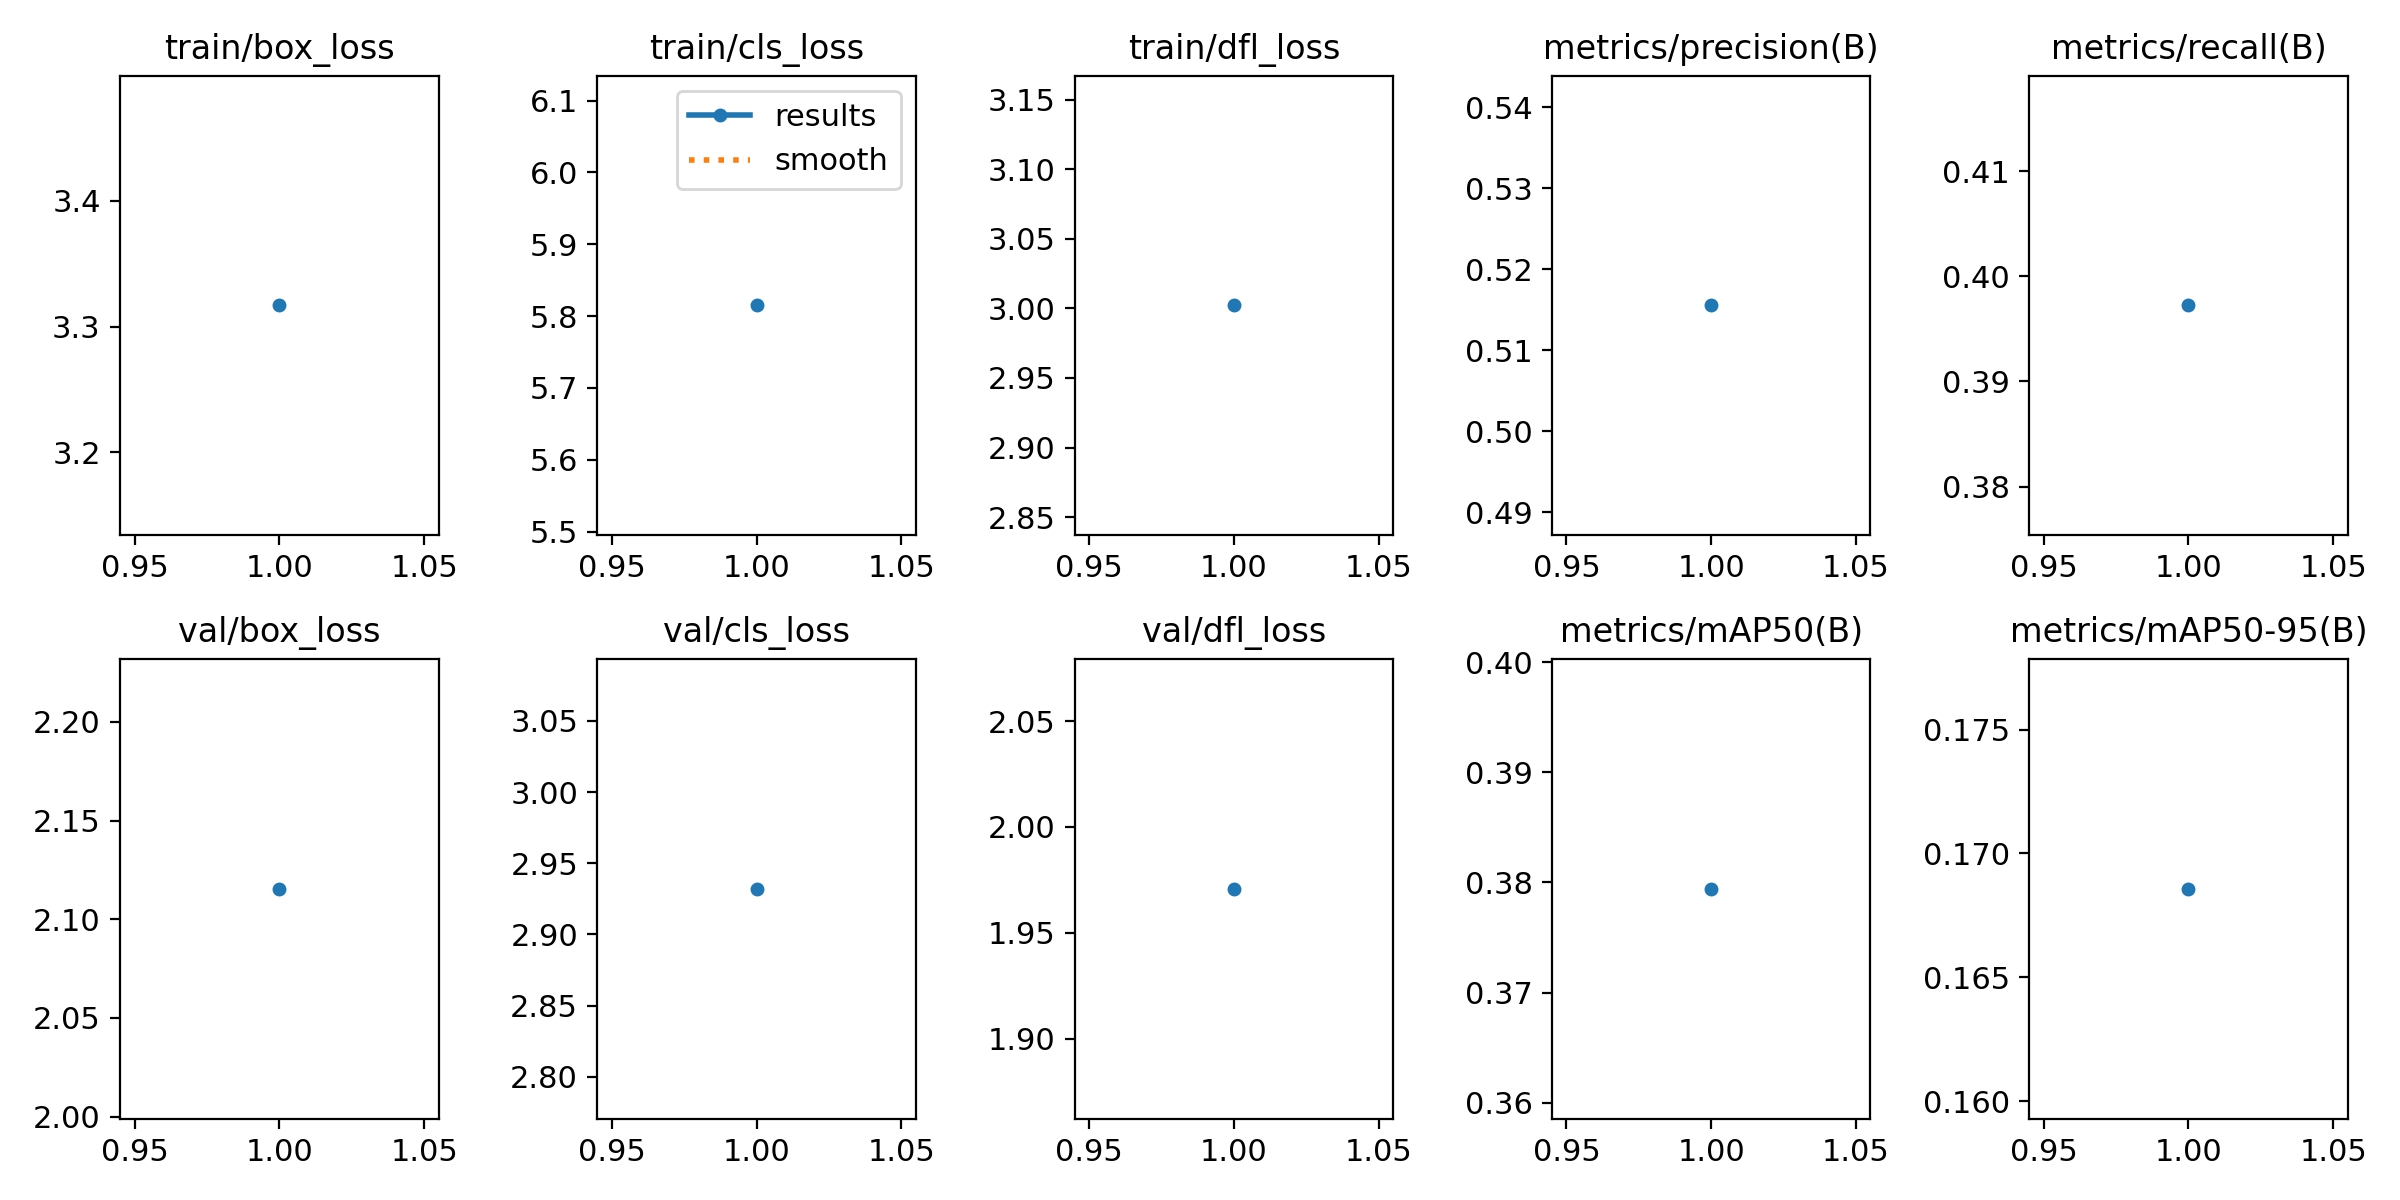 train/box_loss
3.4
3.3
3.2
0.95 1.00 1.05
train/cls_loss
results
smooth
6.1
6.0
5.9
5.8
5.7
5.6
5.5
0.95 1.00 1.05
train/dfl_loss
3.15
3.10
3.05
3.00
2.95
2.90
2.85
0.95 1.00 1.05
metrics/precision(B)
0.54
0.53
0.52
0.51
0.50
0.49
0.95 1.00 1.05
metrics/recall(B)
0.41
0.40
0.39
0.38
0.95 1.00 1.05
val/box_loss
2.20
2.15
2.10
2.05
2.00
0.95 1.00 1.05
val/cls_loss
3.05
3.00
2.95
2.90
2.85
2.80
0.95 1.00 1.05
val/dfl_loss
2.05
2.00
1.95
1.90
0.95 1.00 1.05
metrics/mAP50(B)
0.40
0.39
0.38
0.37
0.36
0.95 1.00 1.05
metrics/mAP50-95(B)
0.175
0.170
0.165
0.160
0.95 1.00 1.05